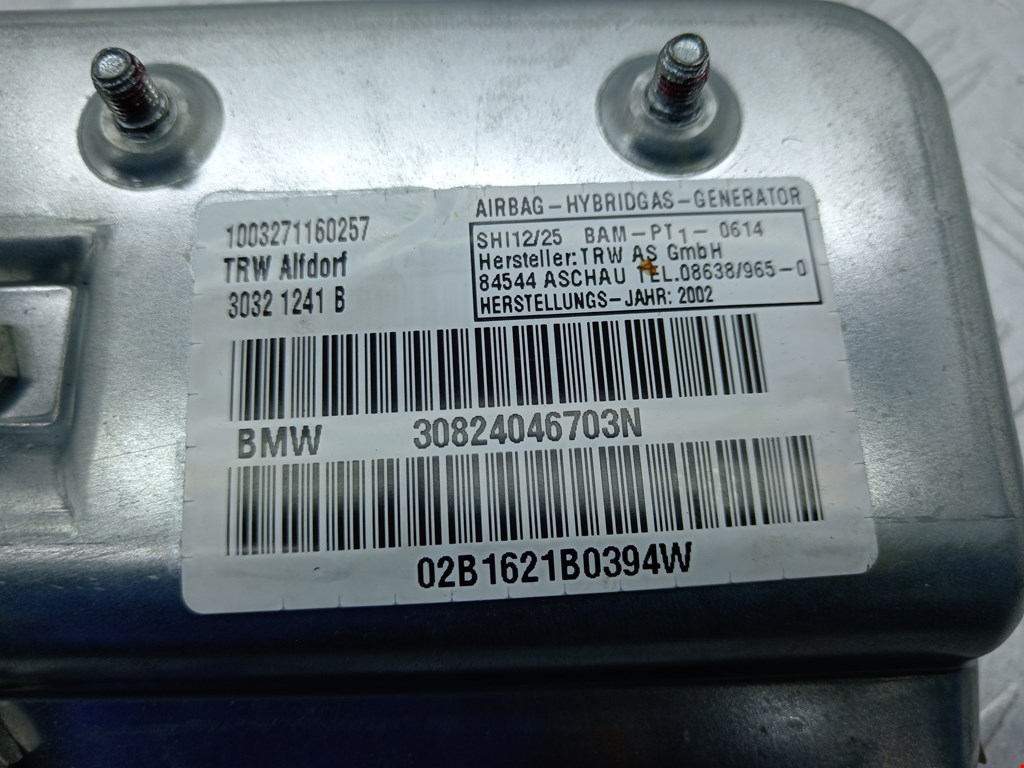 1003271160257
TRW Alfdorf
3032 1241 B
AIRBAG-HYBRIDGAS-GENERATOR
SHI12/25 BAM-PT1-0614
Hersteller: TRW AS GmbH
84544 ASCHAU TEL.08638/965-0
HERSTELLUNGS-JAHR: 2002
BMW 30824046703N
02B1621B0394W